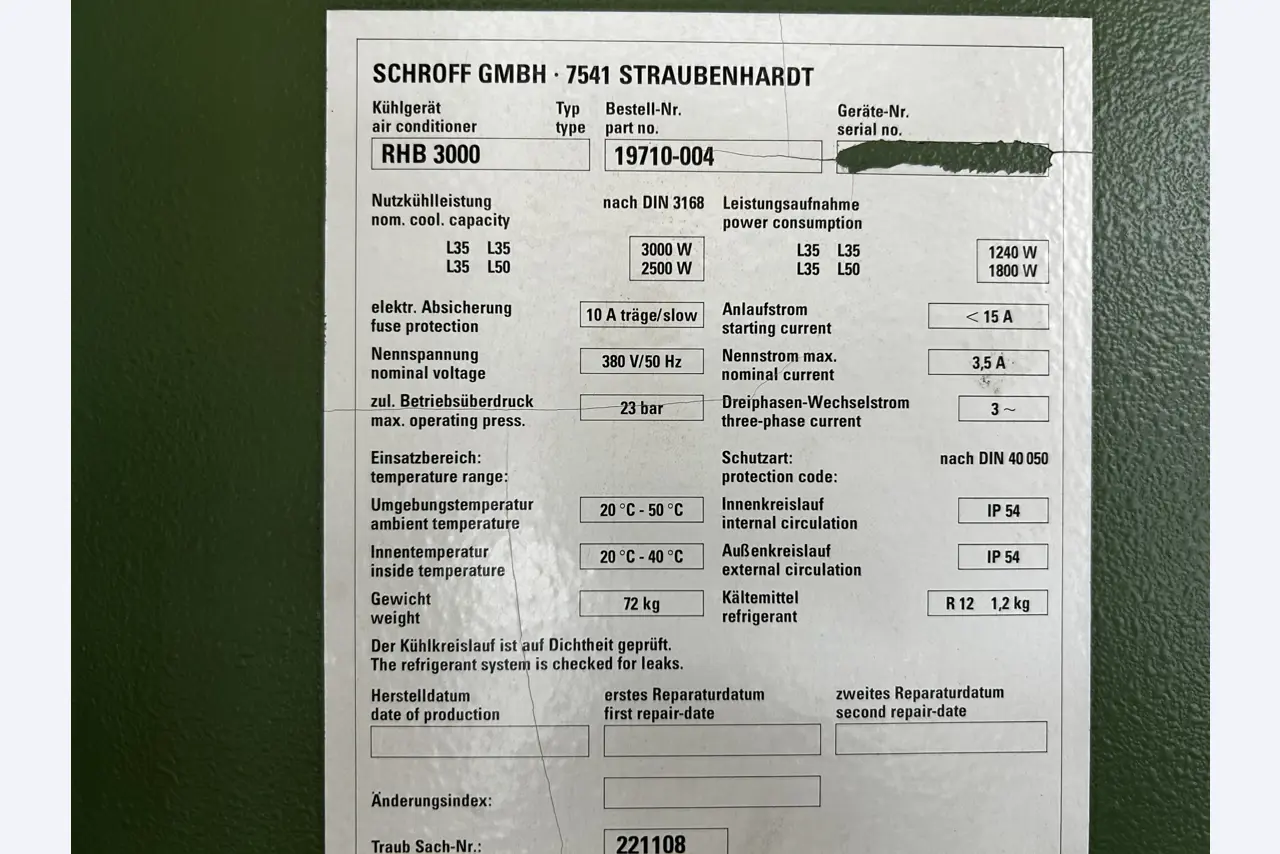 SCHROFF GMBH · 7541 STRAUBENHARDT
Kühlgerät Typ Bestell-Nr. Geräte-Nr.
air conditioner type part no. serial no.
RHB 3000 19710-004
Nutzkühlleistung nach DIN 3168 Leistungsaufnahme
nom. cool. capacity power consumption
L35 L35 3000 W L35 L35 1240 W
L35 L50 2500 W L35 L50 1800 W
elektr. Absicherung 10 A träge/slow Anlaufstrom < 15 A
fuse protection starting current
Nennspannung 380 V/50 Hz Nennstrom max. 3,5 A
nominal voltage nominal current
zul. Betriebsüberdruck 23 bar Dreiphasen-Wechselstrom 3 ~
max. operating press. three-phase current
Einsatzbereich: Schutzart: nach DIN 40 050
temperature range: protection code:
Umgebungstemperatur 20 °C - 50 °C Innenkreislauf IP 54
ambient temperature internal circulation
Innentemperatur 20 °C - 40 °C Außenkreislauf IP 54
inside temperature external circulation
Gewicht 72 kg Kältemittel R 12 1,2 kg
weight refrigerant
Der Kühlkreislauf ist auf Dichtheit geprüft.
The refrigerant system is checked for leaks.
Herstelldatum erstes Reparaturdatum zweites Reparaturdatum
date of production first repair-date second repair-date
Änderungsindex:
Traub Sach-Nr.: 221108